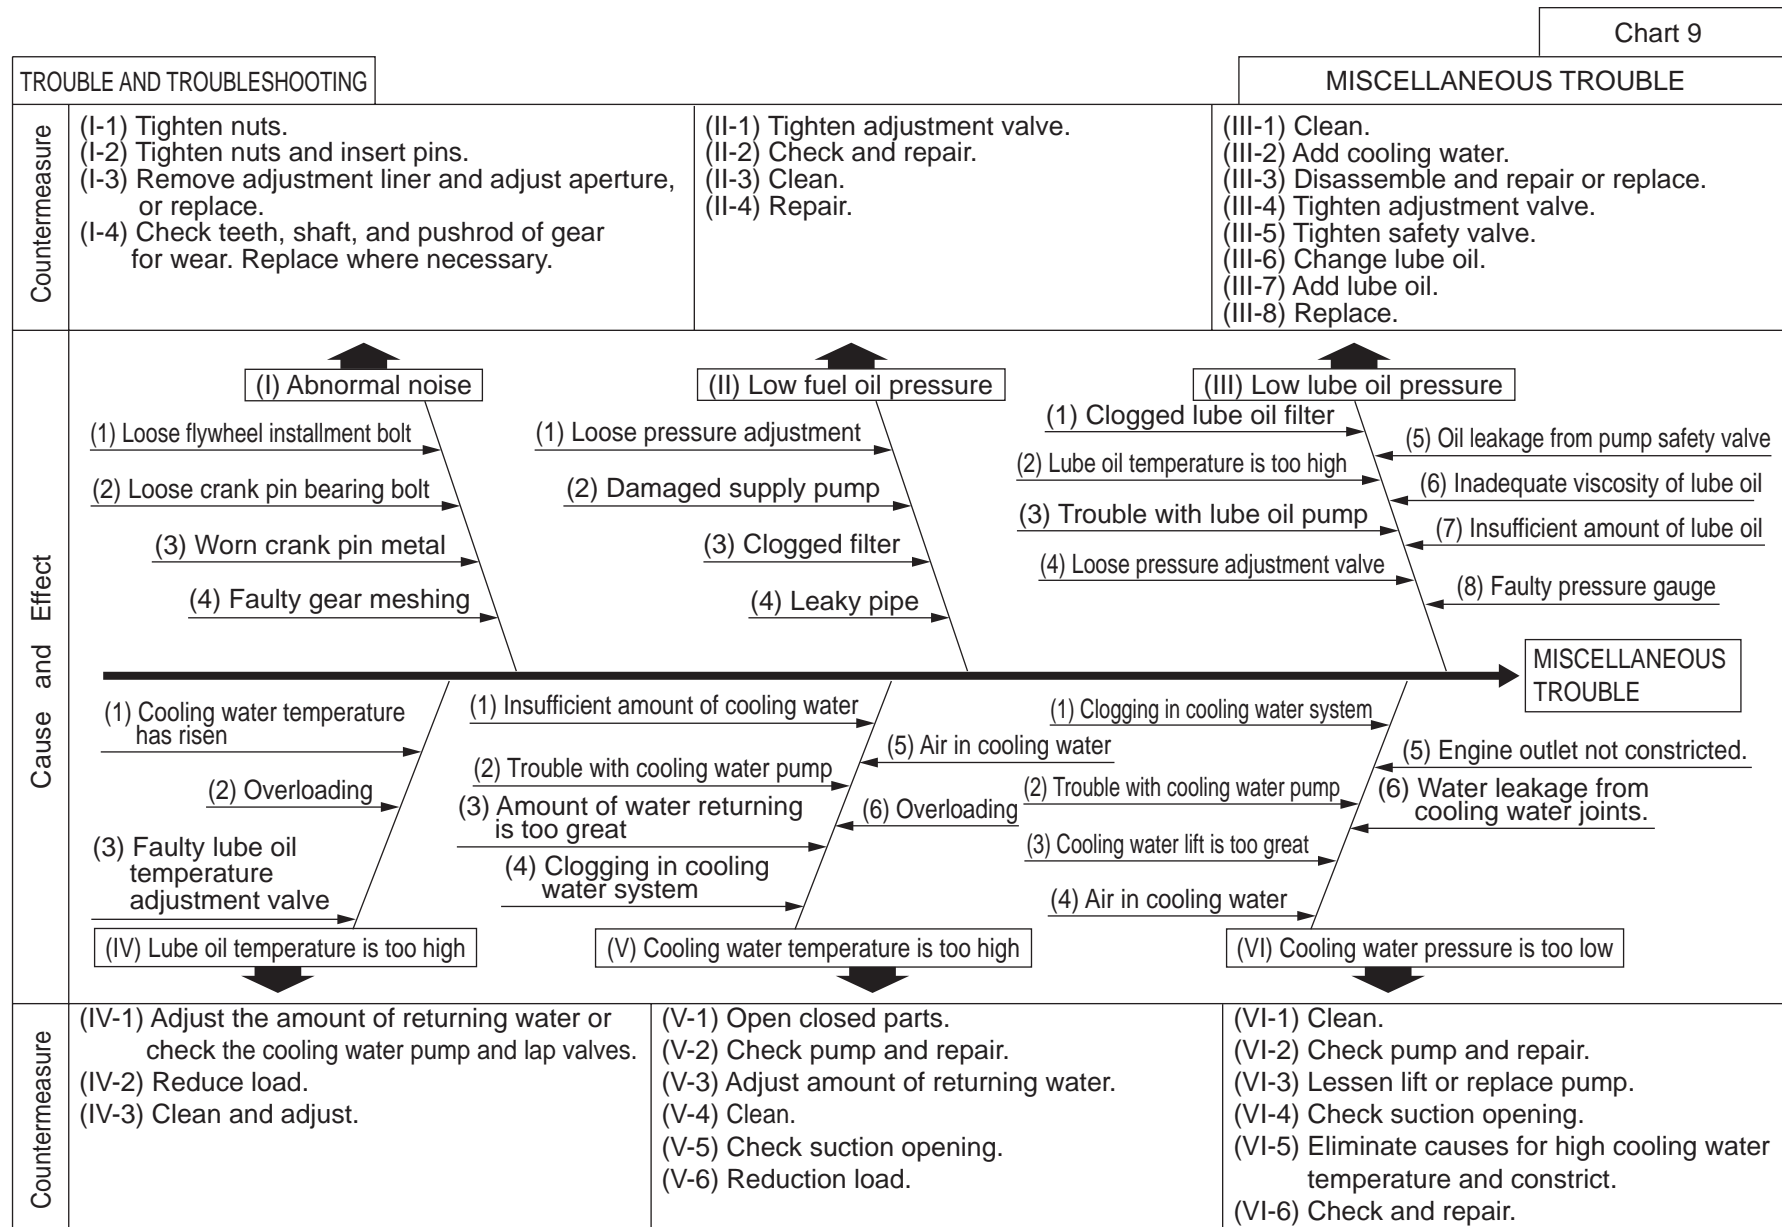 Chart 9
TROUBLE AND TROUBLESHOOTING
MISCELLANEOUS TROUBLE
Countermeasure
(I-1) Tighten nuts.
(I-2) Tighten nuts and insert pins.
(I-3) Remove adjustment liner and adjust aperture,
or replace.
(I-4) Check teeth, shaft, and pushrod of gear
for wear. Replace where necessary.
(II-1) Tighten adjustment valve.
(II-2) Check and repair.
(II-3) Clean.
(II-4) Repair.
(III-1) Clean.
(III-2) Add cooling water.
(III-3) Disassemble and repair or replace.
(III-4) Tighten adjustment valve.
(III-5) Tighten safety valve.
(III-6) Change lube oil.
(III-7) Add lube oil.
(III-8) Replace.
Cause and Effect
(I) Abnormal noise
(1) Loose flywheel installment bolt
(2) Loose crank pin bearing bolt
(3) Worn crank pin metal
(4) Faulty gear meshing
(II) Low fuel oil pressure
(1) Loose pressure adjustment
(2) Damaged supply pump
(3) Clogged filter
(4) Leaky pipe
(III) Low lube oil pressure
(1) Clogged lube oil filter
(2) Lube oil temperature is too high
(3) Trouble with lube oil pump
(4) Loose pressure adjustment valve
(5) Oil leakage from pump safety valve
(6) Inadequate viscosity of lube oil
(7) Insufficient amount of lube oil
(8) Faulty pressure gauge
MISCELLANEOUS
TROUBLE
(1) Cooling water temperature
has risen
(2) Overloading
(3) Faulty lube oil
temperature
adjustment valve
(IV) Lube oil temperature is too high
(1) Insufficient amount of cooling water
(2) Trouble with cooling water pump
(3) Amount of water returning
is too great
(4) Clogging in cooling
water system
(5) Air in cooling water
(6) Overloading
(V) Cooling water temperature is too high
(1) Clogging in cooling water system
(2) Trouble with cooling water pump
(3) Cooling water lift is too great
(4) Air in cooling water
(5) Engine outlet not constricted.
(6) Water leakage from
cooling water joints.
(VI) Cooling water pressure is too low
Countermeasure
(IV-1) Adjust the amount of returning water or
check the cooling water pump and lap valves.
(IV-2) Reduce load.
(IV-3) Clean and adjust.
(V-1) Open closed parts.
(V-2) Check pump and repair.
(V-3) Adjust amount of returning water.
(V-4) Clean.
(V-5) Check suction opening.
(V-6) Reduction load.
(VI-1) Clean.
(VI-2) Check pump and repair.
(VI-3) Lessen lift or replace pump.
(VI-4) Check suction opening.
(VI-5) Eliminate causes for high cooling water
temperature and constrict.
(VI-6) Check and repair.